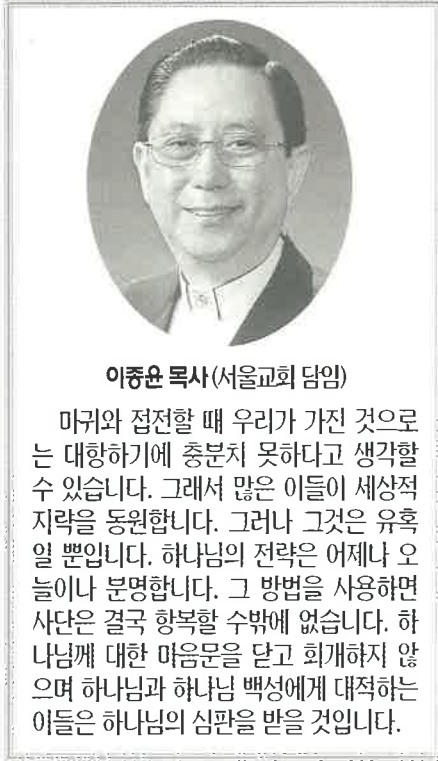 이종윤 목사(서울교회 담임)
마귀와 접전할 때 우리가 가진 것으로
는 대항하기에 충분치 못하다고 생각할
수 있습니다. 그래서 많은 이들이 세상적
지략을 동원합니다. 그러나 그것은 유혹
일 뿐입니다. 하나님의 전략은 어제나 오
늘이나 분명합니다. 그 방법을 사용하면
사단은 결국 항복할 수밖에 없습니다. 하
나님께 대한 마음문을 닫고 회개하지 않
으며 하나님과 하나님 백성에게 대적하는
이들은 하나님의 심판을 받을 것입니다.